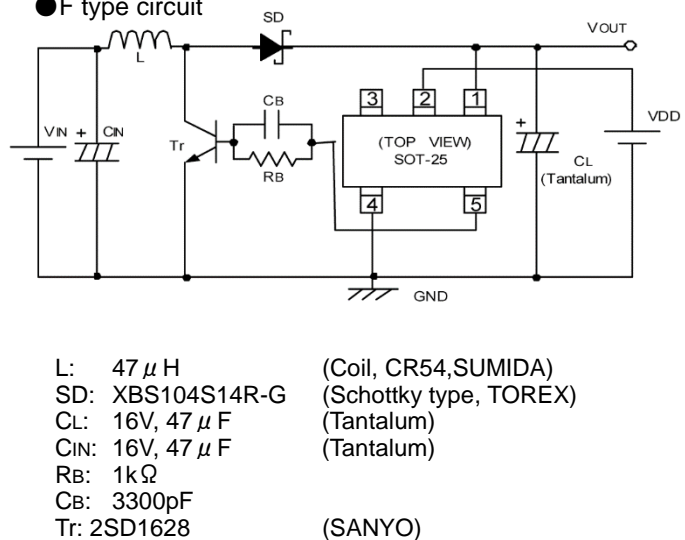 ●F type circuit
SD
VOUT
L
CB
3
2
1
VDD
VIN
+
CIN
+
Tr
(TOP VIEW)
SOT-25
CL
(Tantalum)
RB
4
5
GND
L: 47μH (Coil, CR54,SUMIDA)
SD: XBS104S14R-G (Schottky type, TOREX)
CL: 16V, 47μF (Tantalum)
CIN: 16V, 47μF (Tantalum)
RB: 1kΩ
CB: 3300pF
Tr: 2SD1628 (SANYO)